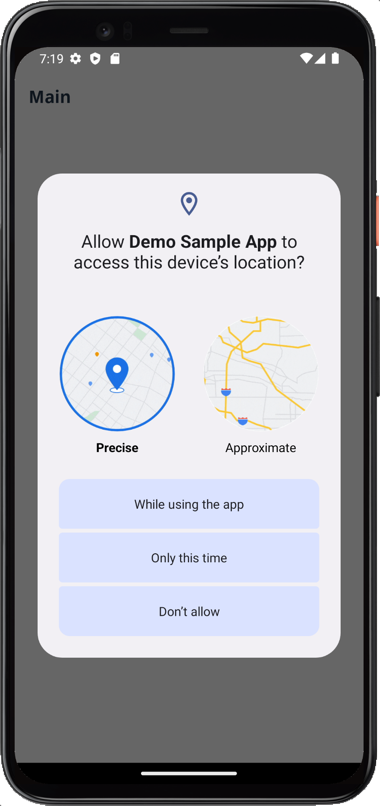 7:19
Main
Allow Demo Sample App to
access this device’s location?
Precise
Approximate
While using the app
Only this time
Don’t allow